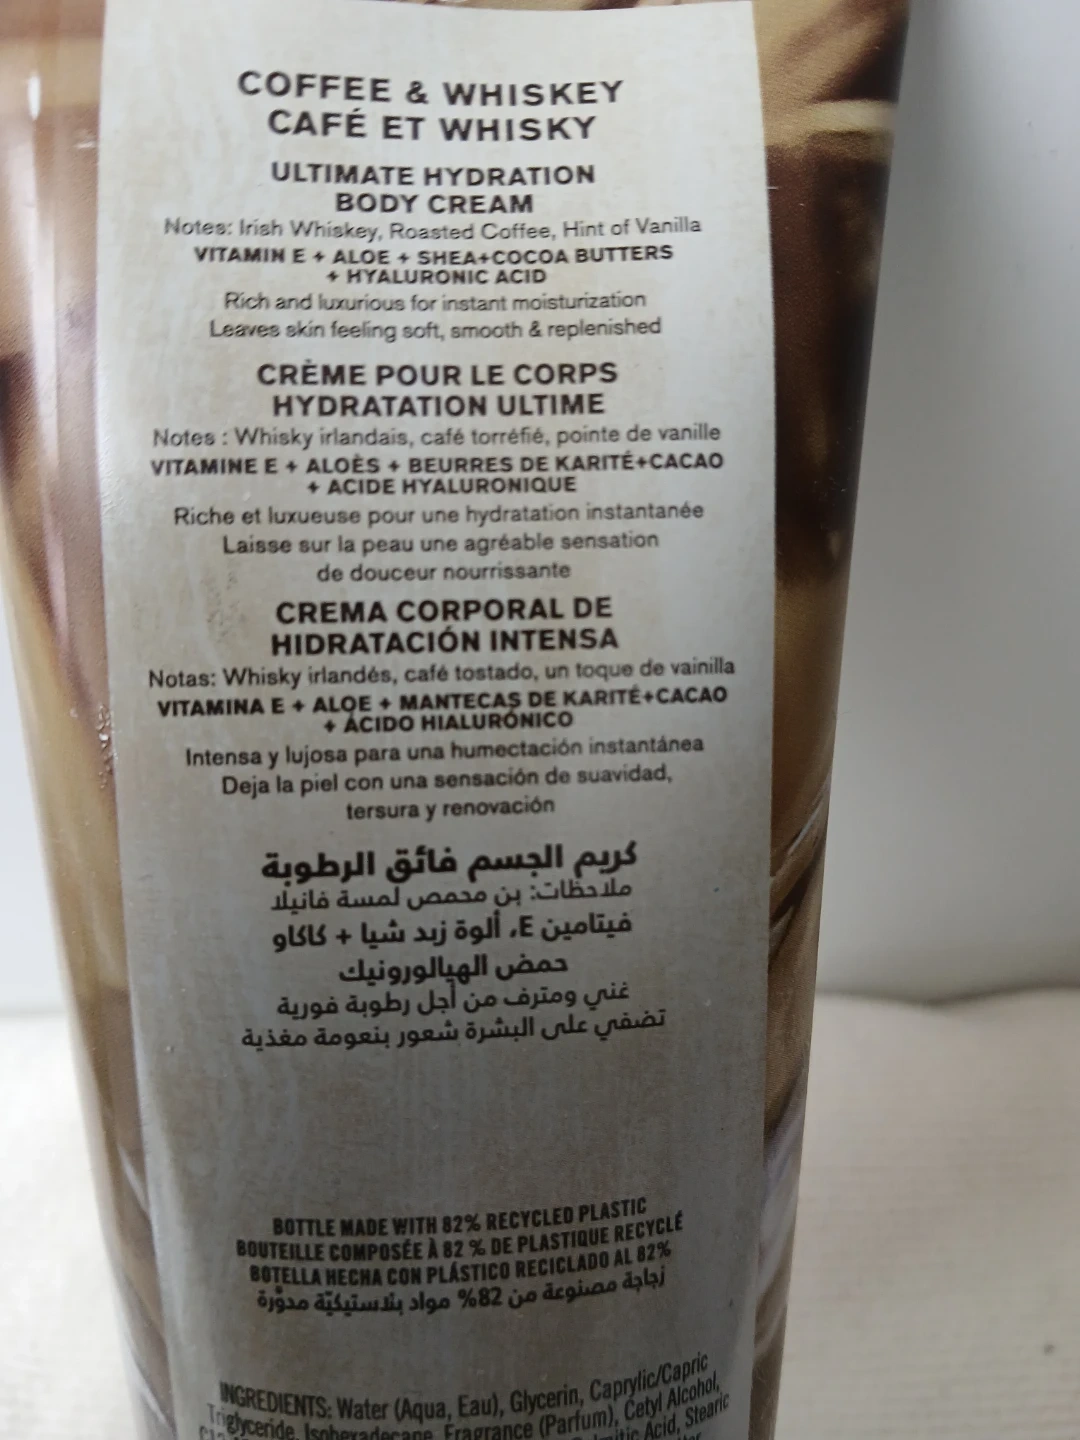 COFFEE & WHISKEY
CAFÉ ET WHISKY
ULTIMATE HYDRATION
BODY CREAM
Notes: Irish Whiskey, Roasted Coffee, Hint of Vanilla
VITAMIN E + ALOE + SHEA+COCOA BUTTERS
+ HYALURONIC ACID
Rich and luxurious for instant moisturization
Leaves skin feeling soft, smooth & replenished
CRÈME POUR LE CORPS
HYDRATATION ULTIME
Notes : Whisky irlandais, café torréfié, pointe de vanille
VITAMINE E + ALOÈS + BEURRES DE KARITÉ+CACAO
+ ACIDE HYALURONIQUE
Riche et luxueuse pour une hydratation instantanée
Laisse sur la peau une agréable sensation
de douceur nourrissante
CREMA CORPORAL DE
HIDRATACIÓN INTENSA
Notas: Whisky irlandés, café tostado, un toque de vainilla
VITAMINA E + ALOE + MANTECAS DE KARITÉ+CACAO
+ ÁCIDO HIALURÓNICO
Intensa y lujosa para una humectación instantánea
Deja la piel con una sensación de suavidad,
tersura y renovación
كريم الجسم فائق الرطوبة
ملاحظات: بن محمص لمسة فانيلا
فيتامين E، ألوة زبد شيا + كاكاو
حمض الهيالورونيك
غني ومترف من أجل رطوبة فورية
تضفي على البشرة شعور بنعومة مغذية
BOTTLE MADE WITH 82% RECYCLED PLASTIC
BOUTEILLE COMPOSÉE À 82 % DE PLASTIQUE RECYCLÉ
BOTELLA HECHA CON PLÁSTICO RECICLADO AL 82%
زجاجة مصنوعة من 82% مواد بلاستيكيّة مدوّرة
INGREDIENTS: Water (Aqua, Eau), Glycerin, Caprylic/Capric
Triglyceride, Isohexadecane, Fragrance (Parfum), Cetyl Alcohol,
Acid, Stearic